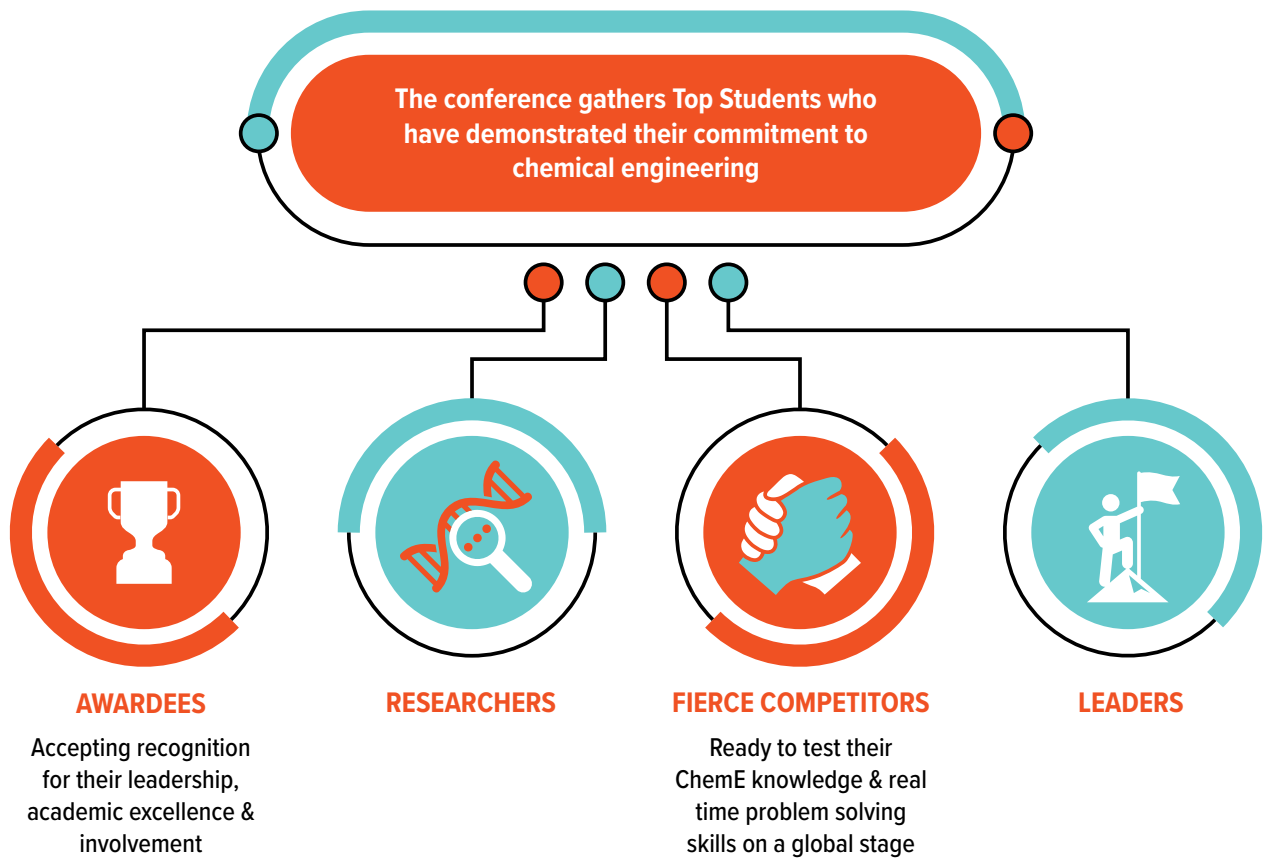 The conference gathers Top Students who
have demonstrated their commitment to
chemical engineering
AWARDEES
Accepting recognition
for their leadership,
academic excellence &
involvement
RESEARCHERS
FIERCE COMPETITORS
Ready to test their
ChemE knowledge & real
time problem solving
skills on a global stage
LEADERS